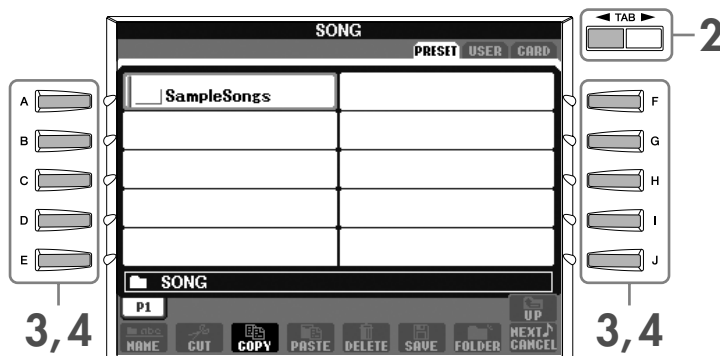 SONG
◄ TAB ►
2
PRESET USER CARD
A
SampleSongs
F
B
G
C
H
D
I
E
J
SONG
P1
UP
3,4
3,4
NAME CUT COPY PASTE DELETE SAVE FOLDER NEXT♪ CANCEL